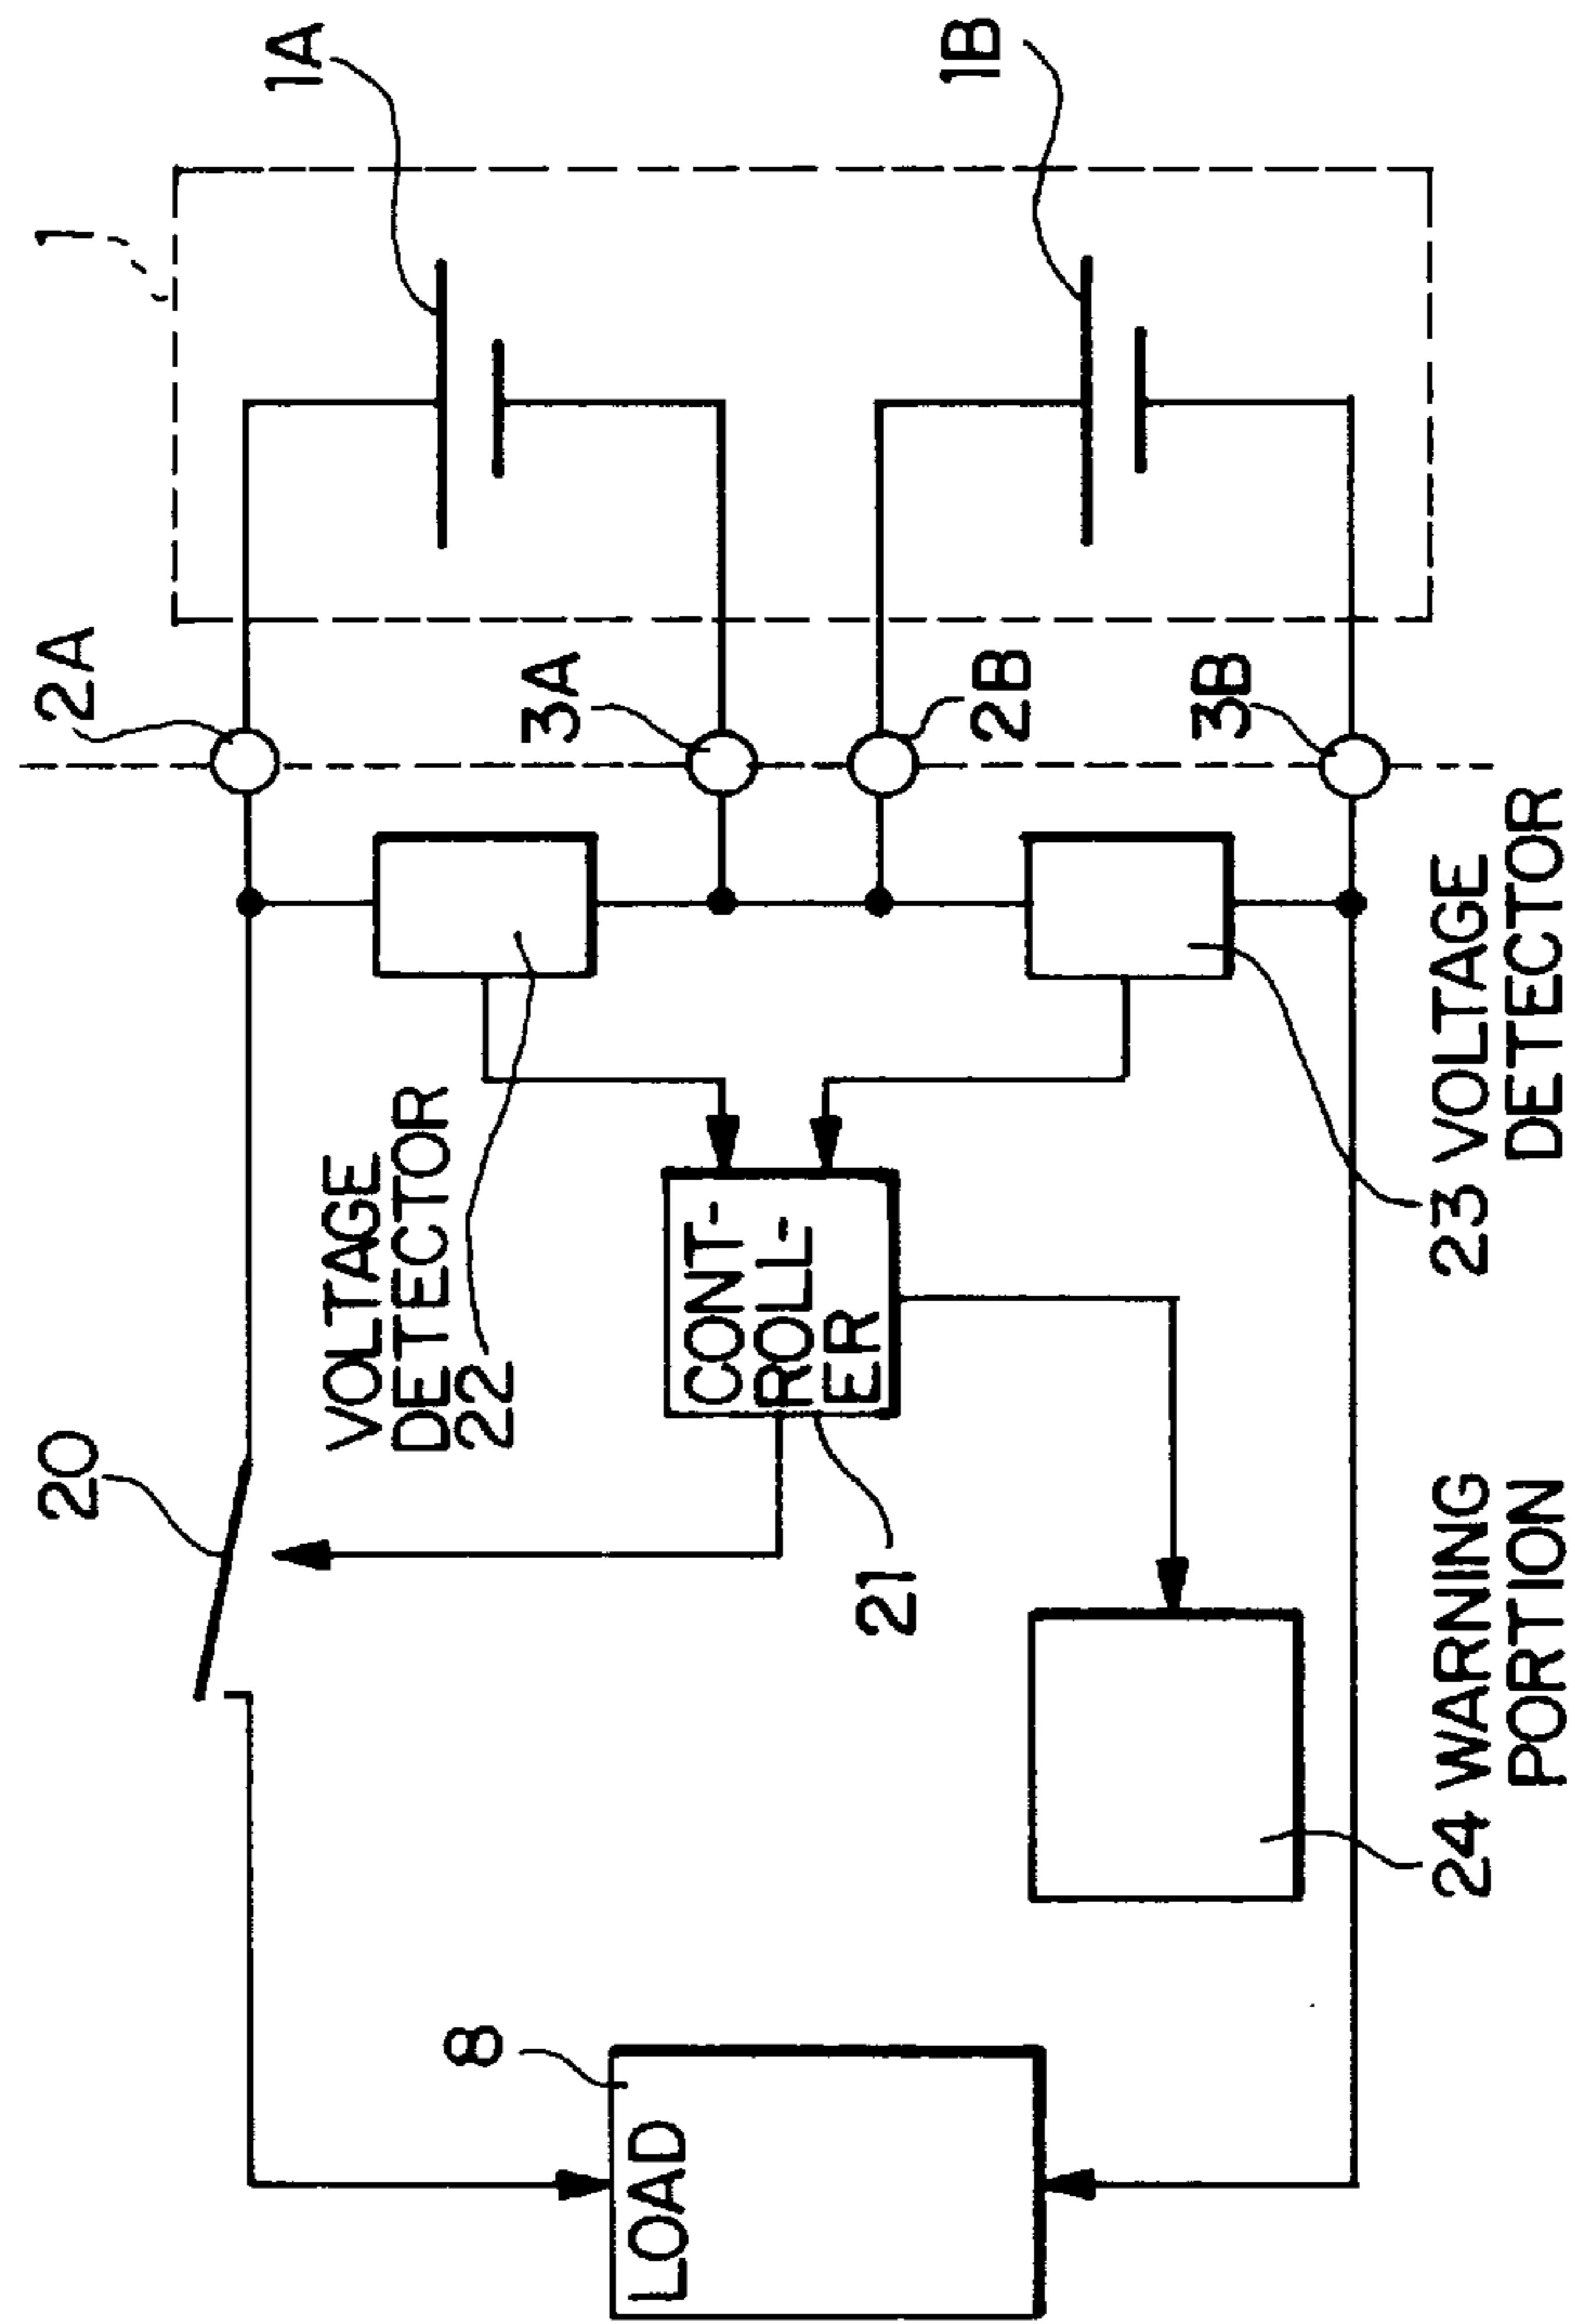 20
2A
1
1A
VOLTAGE
DETECTOR
22
8
3A
LOAD
CONT-
ROLL-
ER
21
1B
2B
3B
24 WARNING
PORTION
23 VOLTAGE
DETECTOR